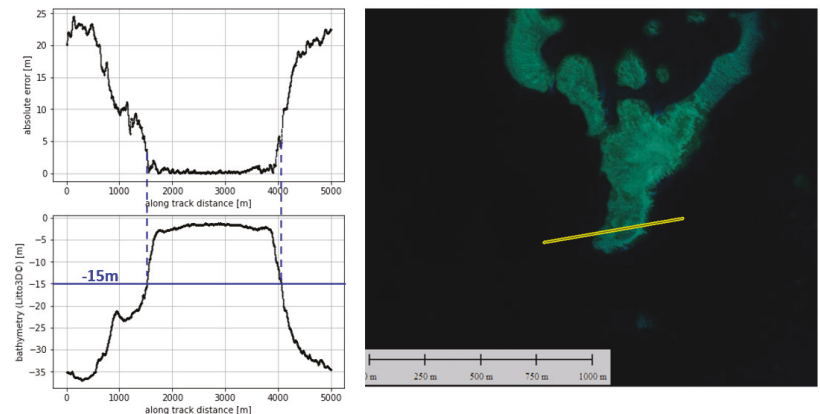 absolute error [m]
25
20
15
10
5
0
0 1000 2000 3000 4000 5000
along track distance [m]
bathymetry (Litto3D©) [m]
0
−5
−10
−15
−20
−25
−30
−35
-15m
0 1000 2000 3000 4000 5000
along track distance [m]
m 250 m 500 m 750 m 1000 m